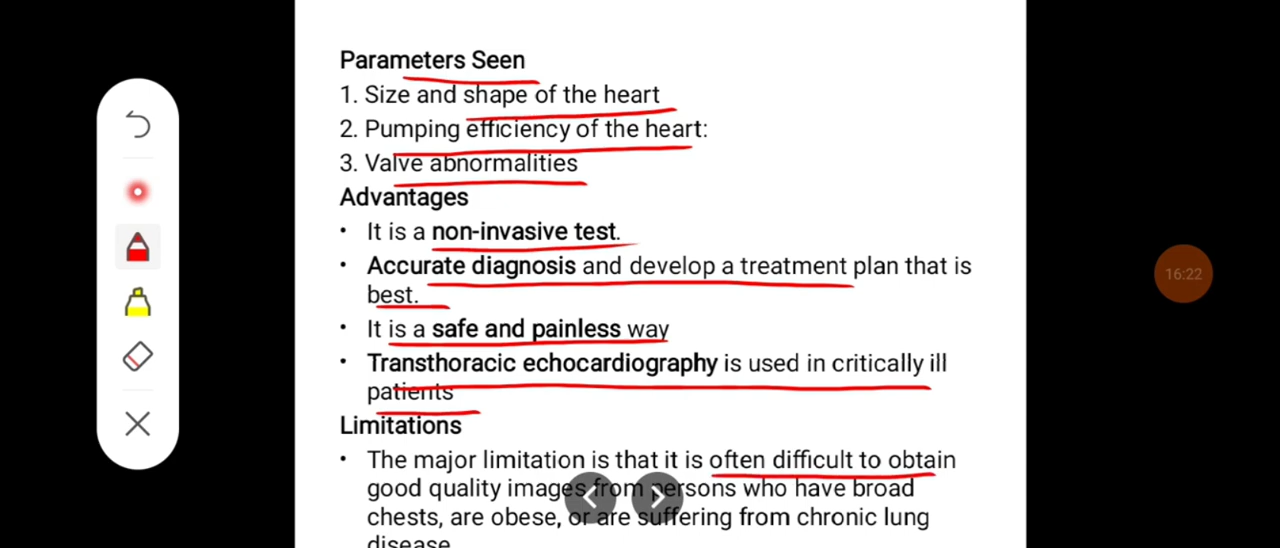 Parameters Seen
1. Size and shape of the heart
2. Pumping efficiency of the heart:
3. Valve abnormalities
Advantages
• It is a non-invasive test.
• Accurate diagnosis and develop a treatment plan that is
best.
• It is a safe and painless way
• Transthoracic echocardiography is used in critically ill
patients
Limitations
• The major limitation is that it is often difficult to obtain
good quality images from persons who have broad
chests, are obese, or are suffering from chronic lung
disease
16:22